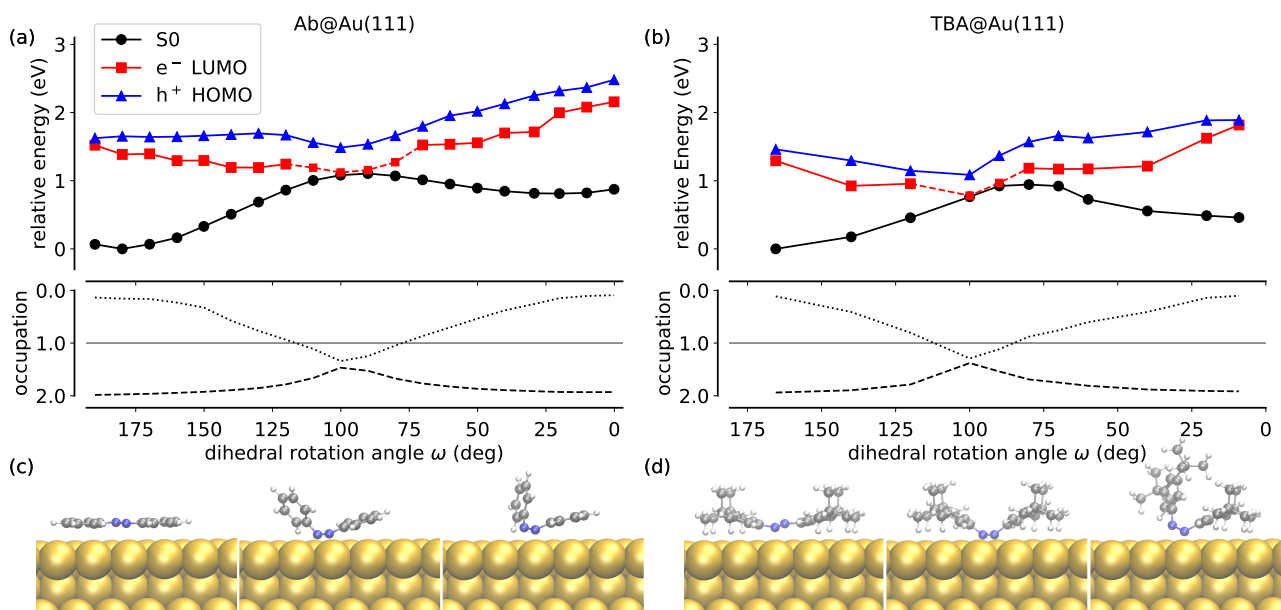 (a)
Ab@Au(111)
S0
e⁻ LUMO
h⁺ HOMO
relative energy (eV)
3
2
1
0
occupation
0.0
1.0
2.0
175 150 125 100 75 50 25 0
dihedral rotation angle ω (deg)
(b)
TBA@Au(111)
relative Energy (eV)
3
2
1
0
occupation
0.0
1.0
2.0
175 150 125 100 75 50 25 0
dihedral rotation angle ω (deg)
(c)
(d)